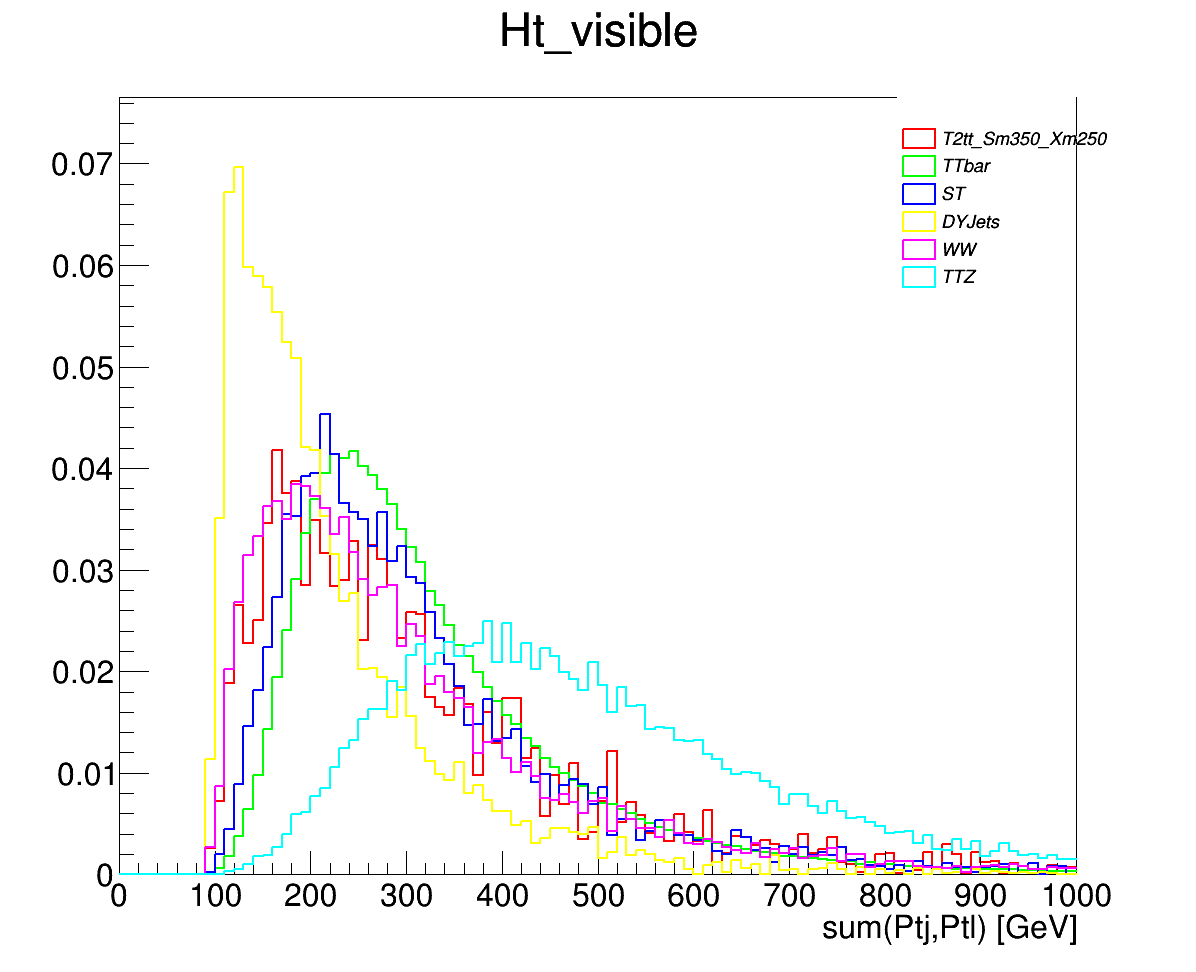 Ht_visible
T2tt_Sm350_Xm250
TTbar
ST
DYJets
WW
TTZ
0.07
0.06
0.05
0.04
0.03
0.02
0.01
0
0 100 200 300 400 500 600 700 800 900 1000
sum(Ptj,Ptl) [GeV]